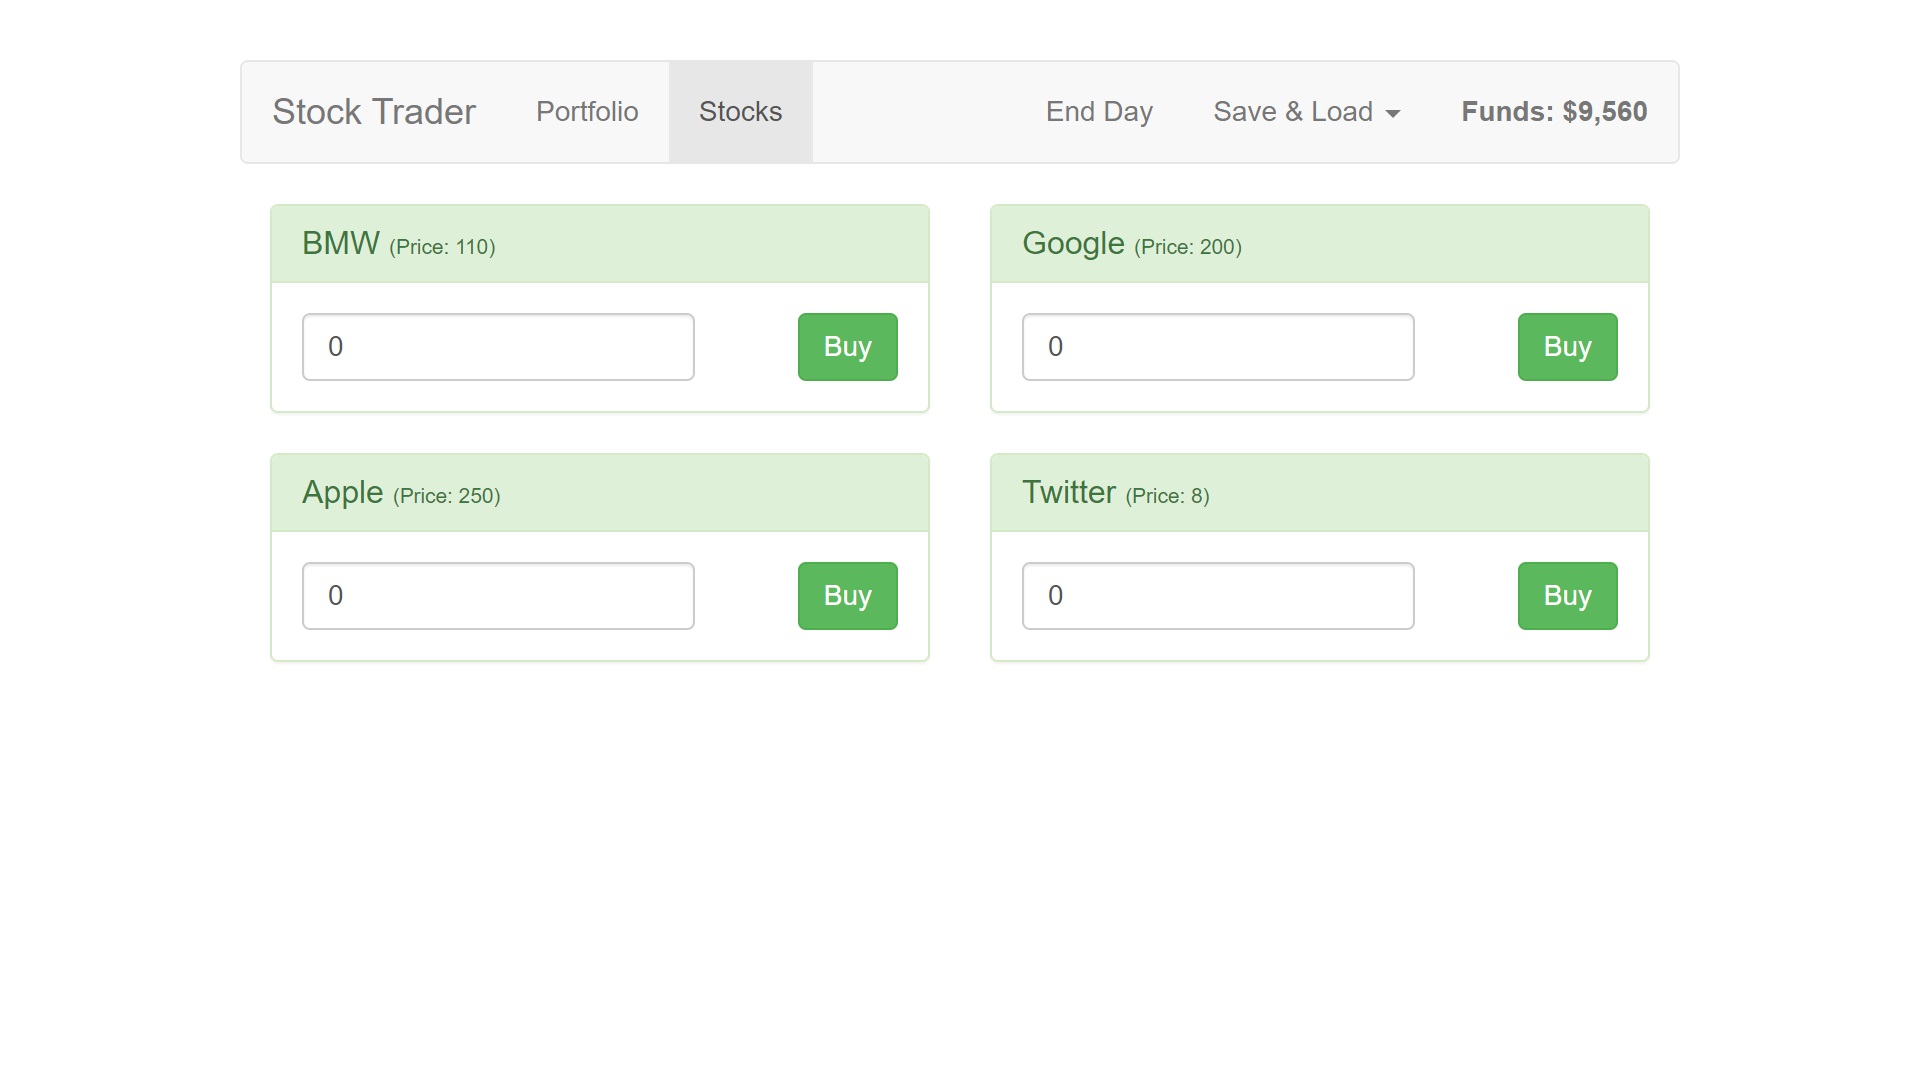 Stock Trader Portfolio Stocks End Day Save & Load Funds: $9,560
BMW (Price: 110)
0 Buy
Google (Price: 200)
0 Buy
Apple (Price: 250)
0 Buy
Twitter (Price: 8)
0 Buy